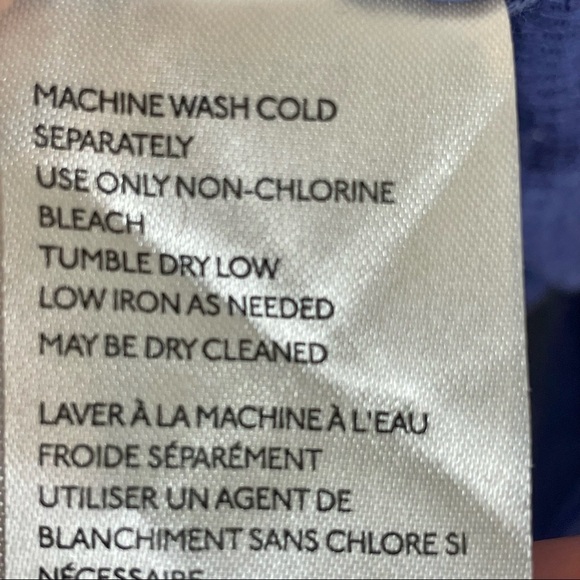 MACHINE WASH COLD
SEPARATELY
USE ONLY NON-CHLORINE
BLEACH
TUMBLE DRY LOW
LOW IRON AS NEEDED
MAY BE DRY CLEANED
LAVER À LA MACHINE À L'EAU
FROIDE SÉPARÉMENT
UTILISER UN AGENT DE
BLANCHIMENT SANS CHLORE SI
NÉCESSAIRE